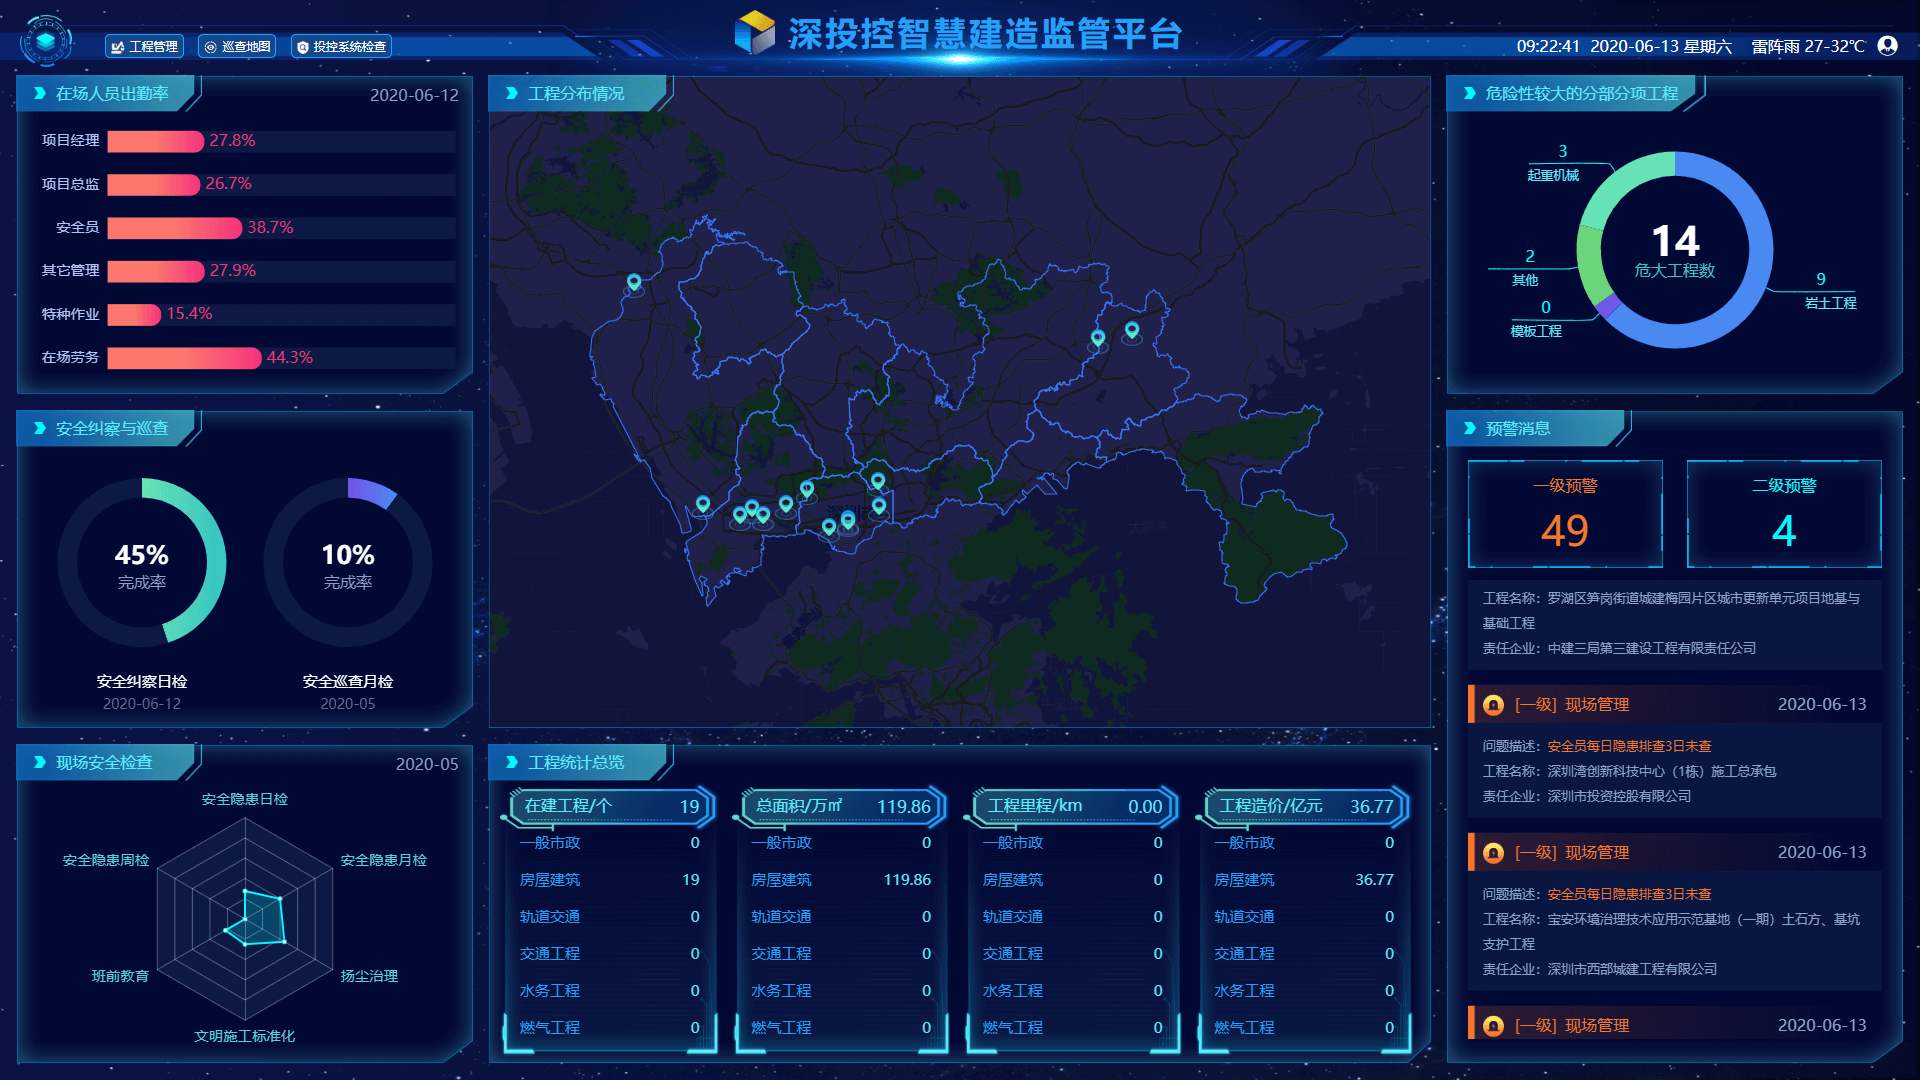 深投控智慧建造监管平台
工程管理
巡查地图
投控系统检查
09:22:41 2020-06-13 星期六 雷阵雨 27-32℃
在场人员出勤率
2020-06-12
项目经理 27.8%
项目总监 26.7%
安全员 38.7%
其它管理 27.9%
特种作业 15.4%
在场劳务 44.3%
安全纠察与巡查
45%
完成率
安全纠察日检
2020-06-12
10%
完成率
安全巡查月检
2020-05
现场安全检查
2020-05
安全隐患日检
安全隐患周检
安全隐患月检
班前教育
扬尘治理
文明施工标准化
工程分布情况
工程统计总览
在建工程/个 19
一般市政 0
房屋建筑 19
轨道交通 0
交通工程 0
水务工程 0
燃气工程 0
总面积/万㎡ 119.86
一般市政 0
房屋建筑 119.86
轨道交通 0
交通工程 0
水务工程 0
燃气工程 0
工程里程/km 0.00
一般市政 0
房屋建筑 0
轨道交通 0
交通工程 0
水务工程 0
燃气工程 0
工程造价/亿元 36.77
一般市政 0
房屋建筑 36.77
轨道交通 0
交通工程 0
水务工程 0
燃气工程 0
危险性较大的分部分项工程
3
起重机械
2
其他
0
模板工程
14
危大工程数
9
岩土工程
预警消息
一级预警
49
二级预警
4
工程名称：罗湖区笋岗街道城建梅园片区城市更新单元项目地基与
基础工程
责任企业：中建三局第三建设工程有限责任公司
[一级] 现场管理 2020-06-13
问题描述：安全员每日隐患排查3日未查
工程名称：深圳湾创新科技中心（1栋）施工总承包
责任企业：深圳市投资控股有限公司
[一级] 现场管理 2020-06-13
问题描述：安全员每日隐患排查3日未查
工程名称：宝安环境治理技术应用示范基地（一期）土石方、基坑
支护工程
责任企业：深圳市西部城建工程有限公司
[一级] 现场管理 2020-06-13